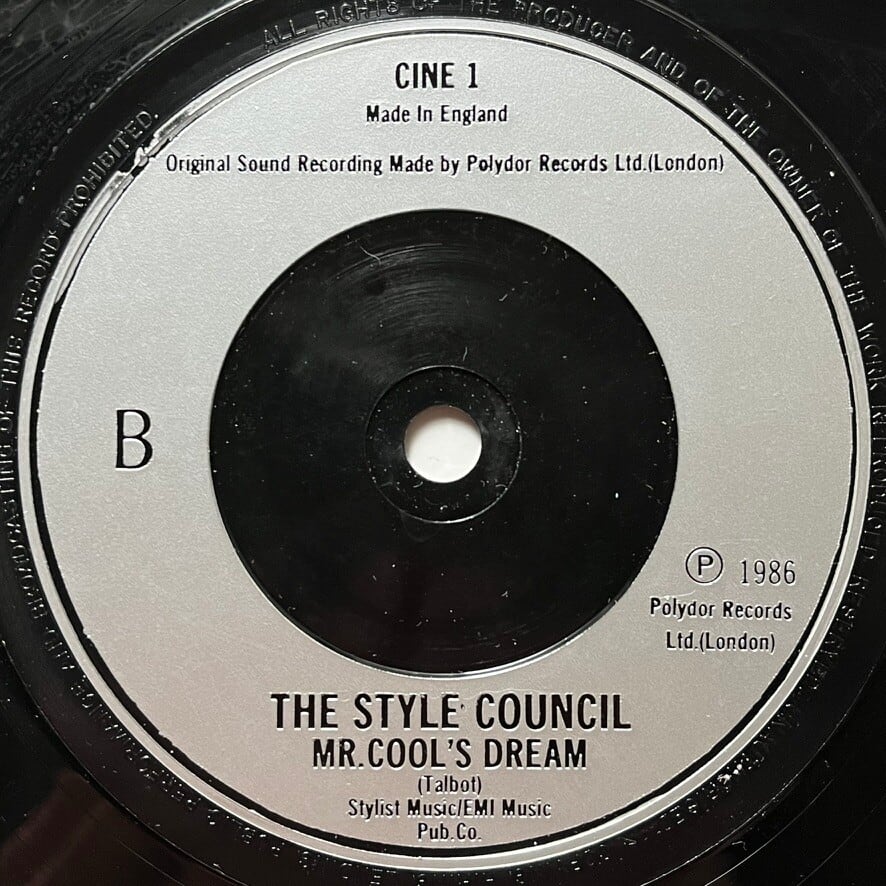 ALL RIGHTS OF THE PRODUCER AND OF THE OWNER OF THE WORK
PROHIBITED.
OF THIS RECORD
CINE 1
Made In England
Original Sound Recording Made by Polydor Records Ltd.(London)
B
Ⓟ 1986
Polydor Records
Ltd.(London)
THE STYLE COUNCIL
MR.COOL'S DREAM
(Talbot)
Stylist Music/EMI Music
Pub.Co.